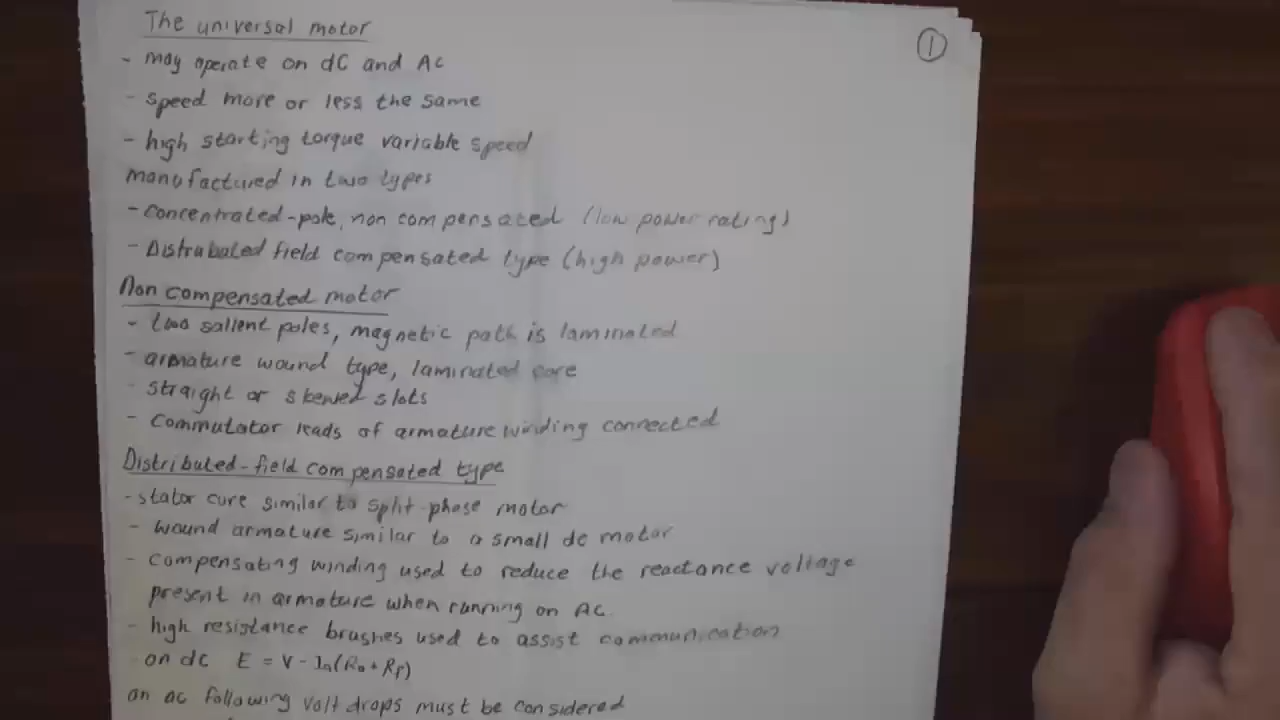 The universal motor
①
- may operate on dC and AC
- speed more or less the same
- high starting torque variable speed
manufactured in two types
- concentrated-pole, non compensated (low power rating)
- Distrubated field compensated type (high power)
Non compensated motor
- two salient poles, magnetic path is laminated
- armature wound type, laminated core
- straight or skewed slots
- Commutator leads of armature winding connected
Distributed-field compensated type
- stator core similar to split-phase motor
- wound armature similar to a small dc motor
- compensating winding used to reduce the reactance voltage
present in armature when running on AC.
- high resistance brushes used to assist communication
on dc E = V - Ia(Ra + Rf)
on ac following volt drops must be considered